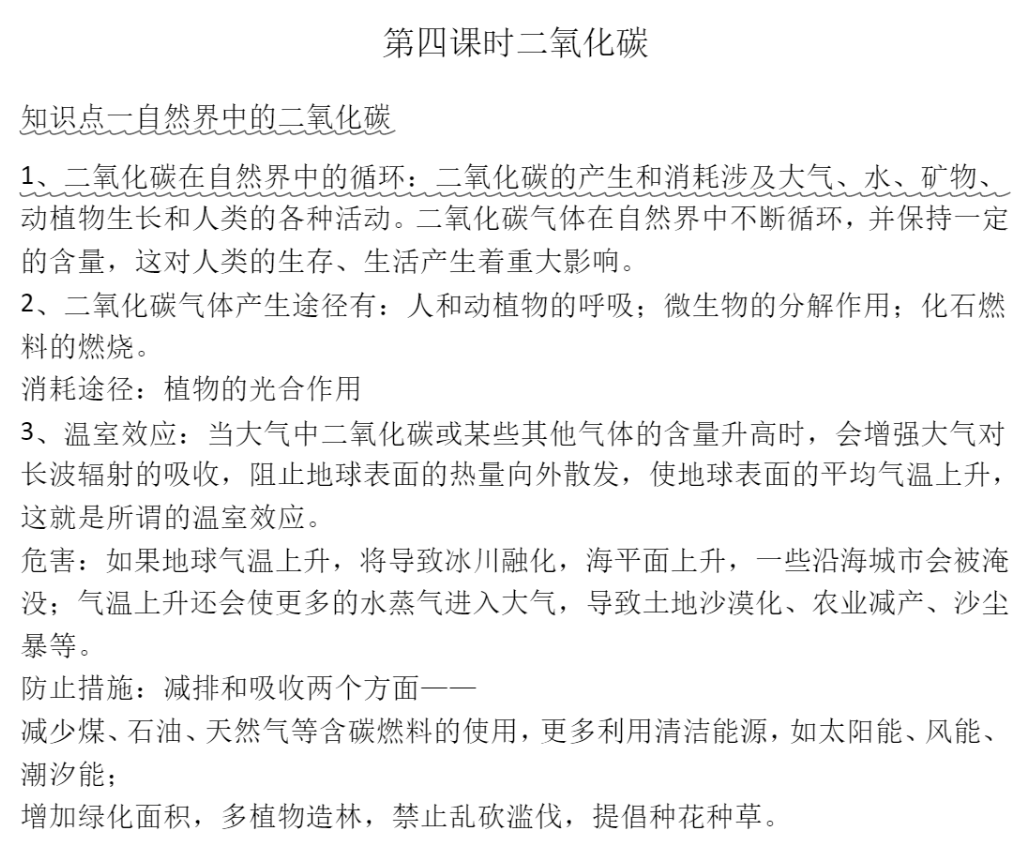 第四课时二氧化碳
知识点一自然界中的二氧化碳
1、二氧化碳在自然界中的循环：二氧化碳的产生和消耗涉及大气、水、矿物、
动植物生长和人类的各种活动。二氧化碳气体在自然界中不断循环，并保持一定
的含量，这对人类的生存、生活产生着重大影响。
2、二氧化碳气体产生途径有：人和动植物的呼吸；微生物的分解作用；化石燃
料的燃烧。
消耗途径：植物的光合作用
3、温室效应：当大气中二氧化碳或某些其他气体的含量升高时，会增强大气对
长波辐射的吸收，阻止地球表面的热量向外散发，使地球表面的平均气温上升，
这就是所谓的温室效应。
危害：如果地球气温上升，将导致冰川融化，海平面上升，一些沿海城市会被淹
没；气温上升还会使更多的水蒸气进入大气，导致土地沙漠化、农业减产、沙尘
暴等。
防止措施：减排和吸收两个方面——
减少煤、石油、天然气等含碳燃料的使用，更多利用清洁能源，如太阳能、风能、
潮汐能；
增加绿化面积，多植物造林，禁止乱砍滥伐，提倡种花种草。